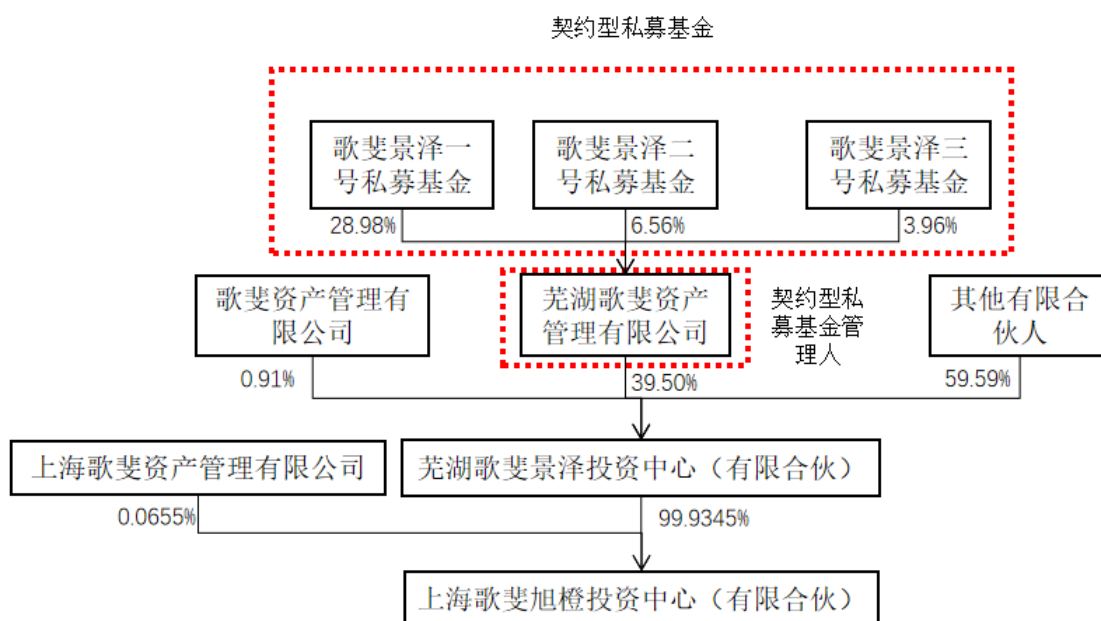 契约型私募基金
歌斐景泽一
号私募基金
歌斐景泽二
号私募基金
歌斐景泽三
号私募基金
28.98%
6.56%
3.96%
歌斐资产管理有
限公司
芜湖歌斐资产
管理有限公司
契约型私
募基金管
理人
其他有限合
伙人
0.91%
39.50%
59.59%
上海歌斐资产管理有限公司
芜湖歌斐景泽投资中心（有限合伙）
0.0655%
99.9345%
上海歌斐旭橙投资中心（有限合伙）